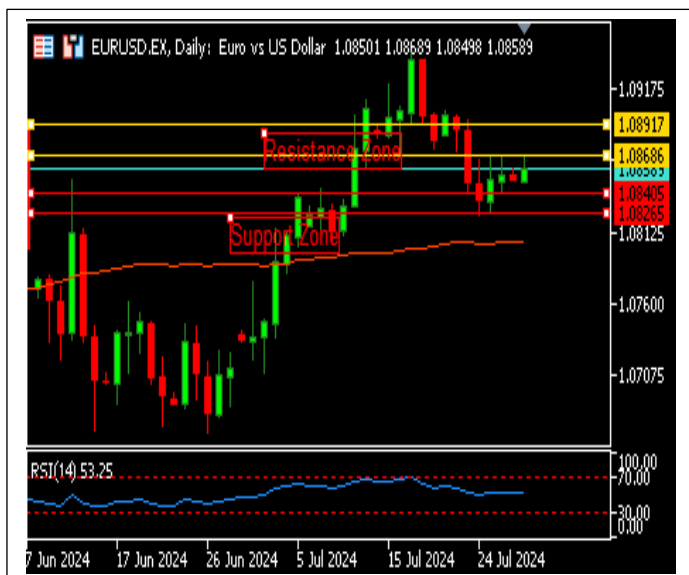 EURUSD.EX, Daily: Euro vs US Dollar 1.08501 1.08689 1.08498 1.08589
1.09175
1.08917
Resistance Zone
1.08686
1.08589
1.08405
1.08265
Support Zone
1.08125
1.07600
1.07075
RSI(14) 53.25
100.00
70.00
30.00
0.00
7 Jun 2024 17 Jun 2024 26 Jun 2024 5 Jul 2024 15 Jul 2024 24 Jul 2024